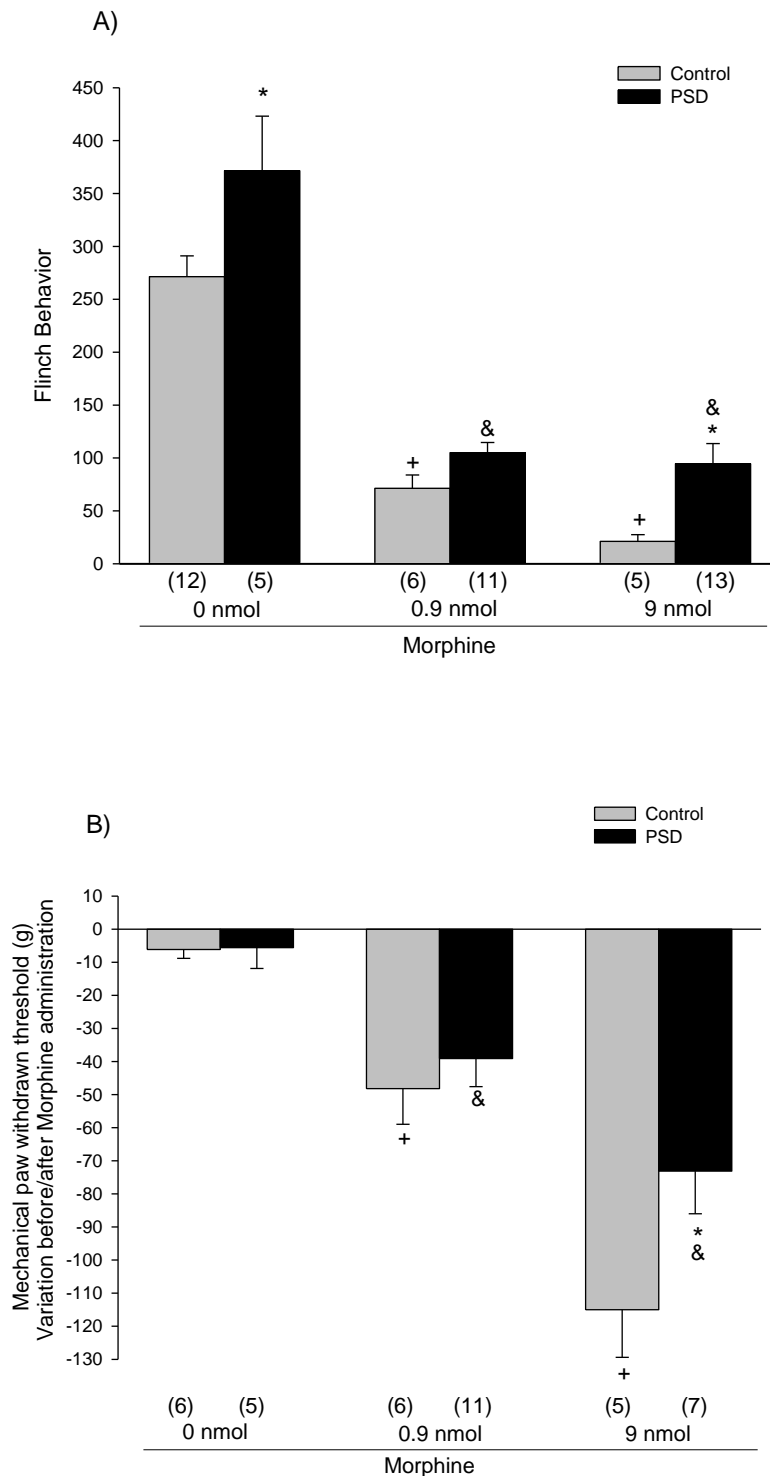 A)
Control
PSD
450
400
350
300
250
200
150
100
50
0
Flinch Behavior
*
+
&
&
*
+
(12) (5) (6) (11) (5) (13)
0 nmol 0.9 nmol 9 nmol
Morphine
B)
Control
PSD
10
0
-10
-20
-30
-40
-50
-60
-70
-80
-90
-100
-110
-120
-130
Mechanical paw withdrawn threshold (g)
Variation before/after Morphine administration
+
&
*
&
+
(6) (5) (6) (11) (5) (7)
0 nmol 0.9 nmol 9 nmol
Morphine